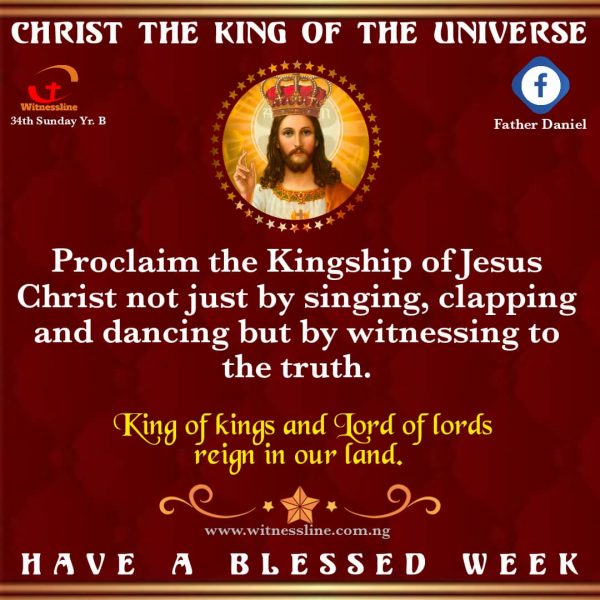 CHRIST THE KING OF THE UNIVERSE
Witnessline
34th Sunday Yr. B
f
Father Daniel
Proclaim the Kingship of Jesus
Christ not just by singing, clapping
and dancing but by witnessing to
the truth.
King of kings and Lord of lords
reign in our land.
www.witnessline.com.ng
HAVE A BLESSED WEEK